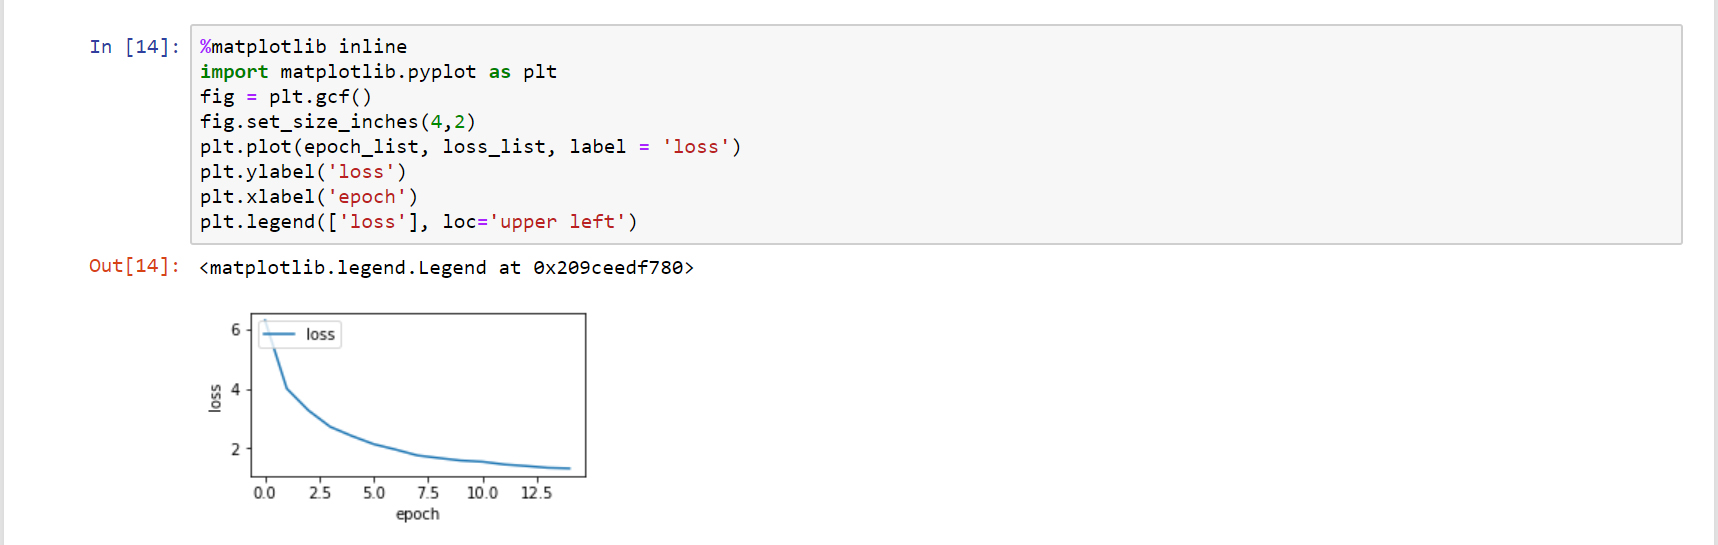 In [14]:
%matplotlib inline
import matplotlib.pyplot as plt
fig = plt.gcf()
fig.set_size_inches(4,2)
plt.plot(epoch_list, loss_list, label = 'loss')
plt.ylabel('loss')
plt.xlabel('epoch')
plt.legend(['loss'], loc='upper left')
Out[14]: <matplotlib.legend.Legend at 0x209ceedf780>
loss
6
4
2
loss
0.0 2.5 5.0 7.5 10.0 12.5
epoch